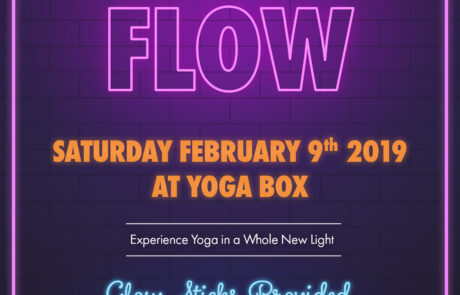 FLOW
SATURDAY FEBRUARY 9th 2019
AT YOGA BOX
Experience Yoga in a Whole New Light
Glow Sticks Provided